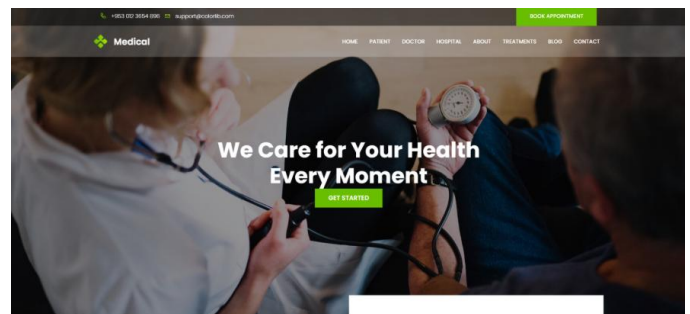 +953 012 3654 896 support@colorlib.com
BOOK APPOINTMENT
Medical
HOME PATIENT DOCTOR HOSPITAL ABOUT TREATMENTS BLOG CONTACT
We Care for Your Health
Every Moment
GET STARTED